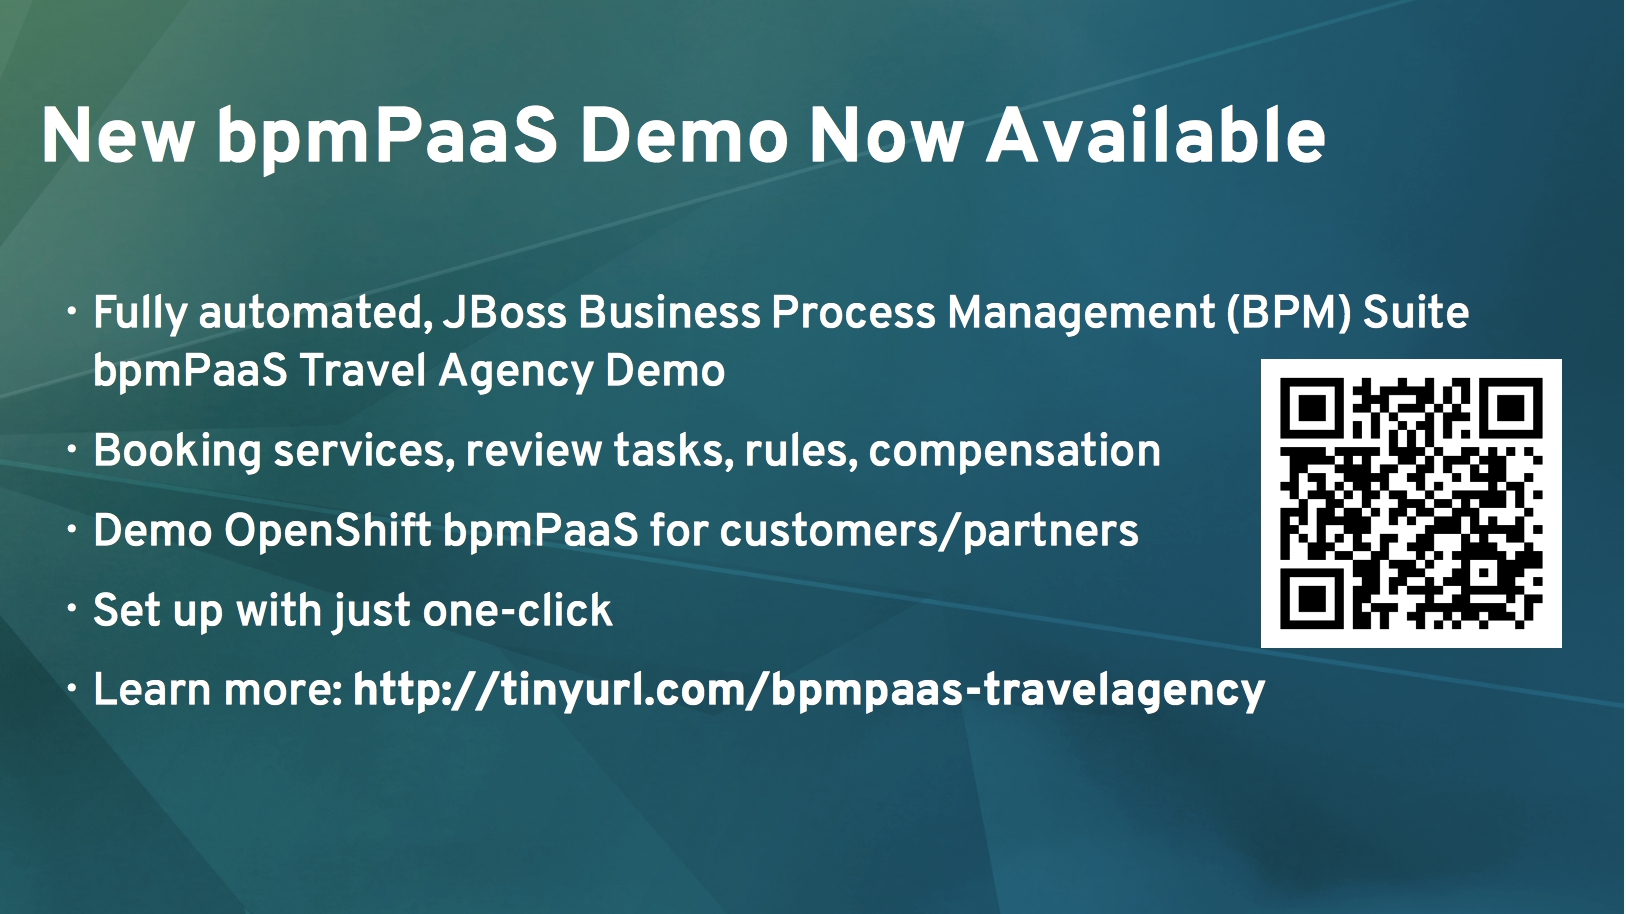 New bpmPaaS Demo Now Available
• Fully automated, JBoss Business Process Management (BPM) Suite
bpmPaaS Travel Agency Demo
• Booking services, review tasks, rules, compensation
• Demo OpenShift bpmPaaS for customers/partners
• Set up with just one-click
• Learn more: http://tinyurl.com/bpmpaas-travelagency